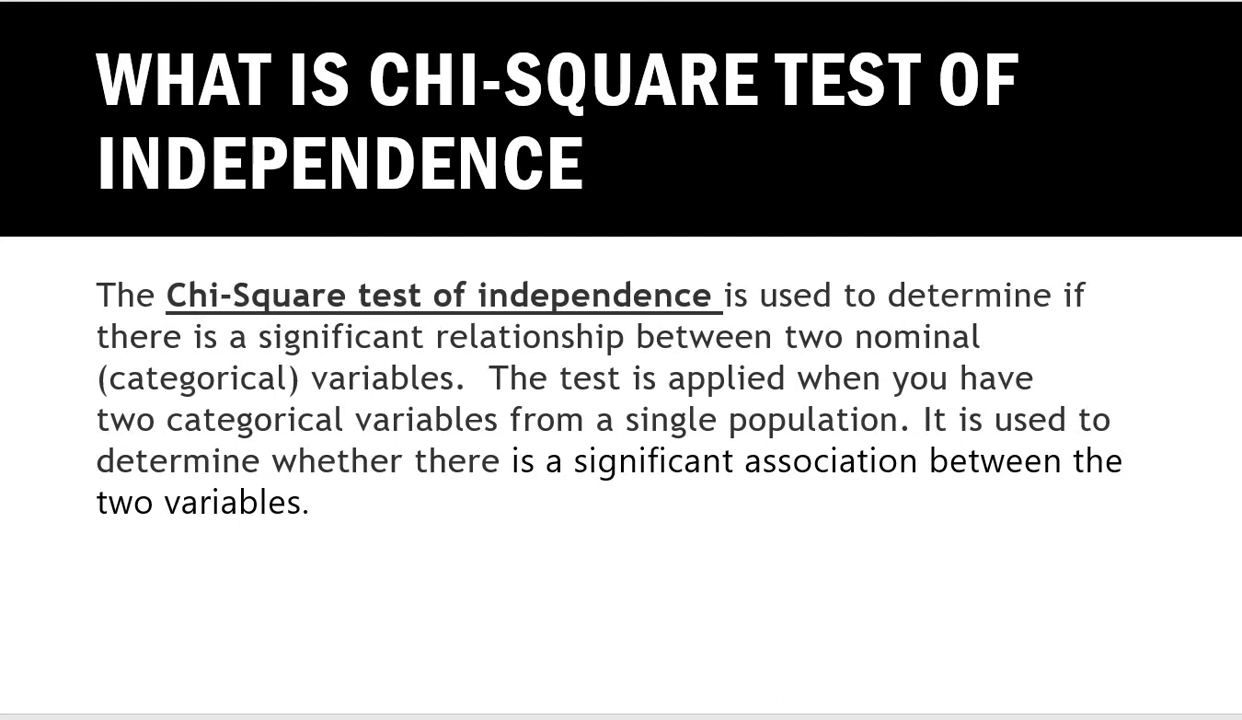 WHAT IS CHI-SQUARE TEST OF
INDEPENDENCE
The Chi-Square test of independence is used to determine if
there is a significant relationship between two nominal
(categorical) variables.  The test is applied when you have
two categorical variables from a single population. It is used to
determine whether there is a significant association between the
two variables.